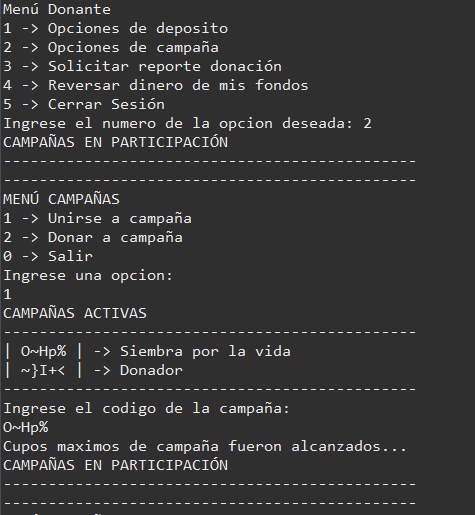 Menú Donante
1 -> Opciones de deposito
2 -> Opciones de campaña
3 -> Solicitar reporte donación
4 -> Reversar dinero de mis fondos
5 -> Cerrar Sesión
Ingrese el numero de la opcion deseada: 2
CAMPAÑAS EN PARTICIPACIÓN
----------------------------------------------
----------------------------------------------
MENÚ CAMPAÑAS
1 -> Unirse a campaña
2 -> Donar a campaña
0 -> Salir
Ingrese una opcion:
1
CAMPAÑAS ACTIVAS
----------------------------------------------
| O~Hp% | -> Siembra por la vida
| ~}I+< | -> Donador
----------------------------------------------
Ingrese el codigo de la campaña:
O~Hp%
Cupos maximos de campaña fueron alcanzados...
CAMPAÑAS EN PARTICIPACIÓN
----------------------------------------------
----------------------------------------------